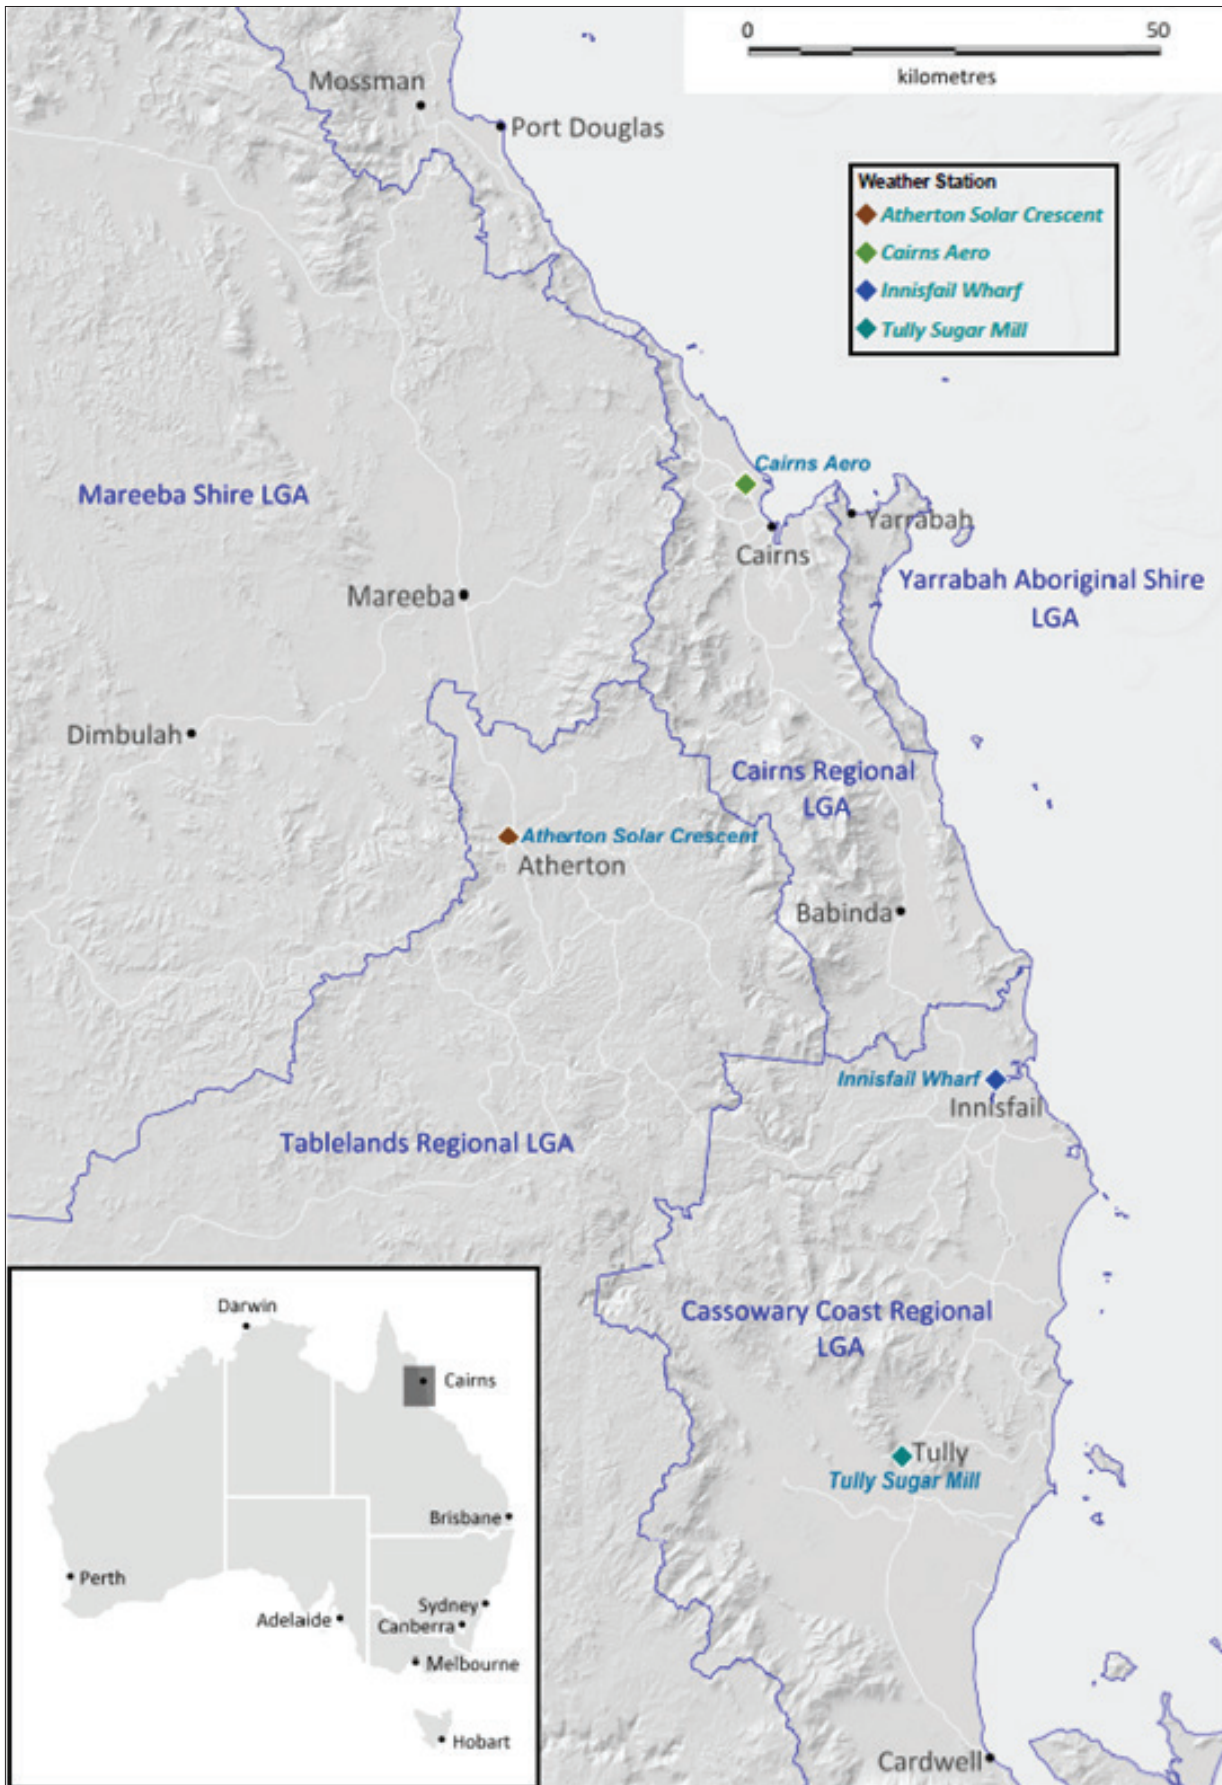 0 50
kilometres
Mossman
Port Douglas
Weather Station
Atherton Solar Crescent
Cairns Aero
Innisfail Wharf
Tully Sugar Mill
Cairns Aero
Mareeba Shire LGA
Yarrabah
Cairns
Yarrabah Aboriginal Shire
LGA
Mareeba
Dimbulah
Cairns Regional
LGA
Atherton Solar Crescent
Atherton
Babinda
Innisfail Wharf
Innisfail
Tablelands Regional LGA
Cassowary Coast Regional
LGA
Tully
Tully Sugar Mill
Cardwell
Darwin
Cairns
Brisbane
Perth
Adelaide
Sydney
Canberra
Melbourne
Hobart